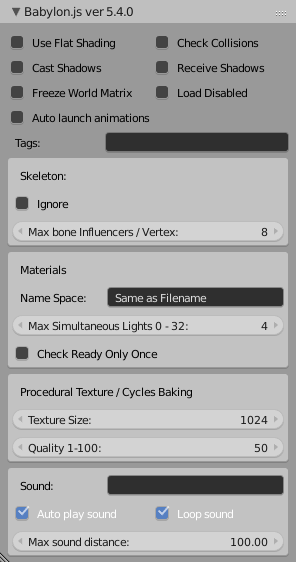 Babylon.js ver 5.4.0
Use Flat Shading Check Collisions
Cast Shadows Receive Shadows
Freeze World Matrix Load Disabled
Auto launch animations
Tags:
Skeleton:
Ignore
Max bone Influencers / Vertex: 8
Materials
Name Space: Same as Filename
Max Simultaneous Lights 0 - 32: 4
Check Ready Only Once
Procedural Texture / Cycles Baking
Texture Size: 1024
Quality 1-100: 50
Sound:
Auto play sound Loop sound
Max sound distance: 100.00